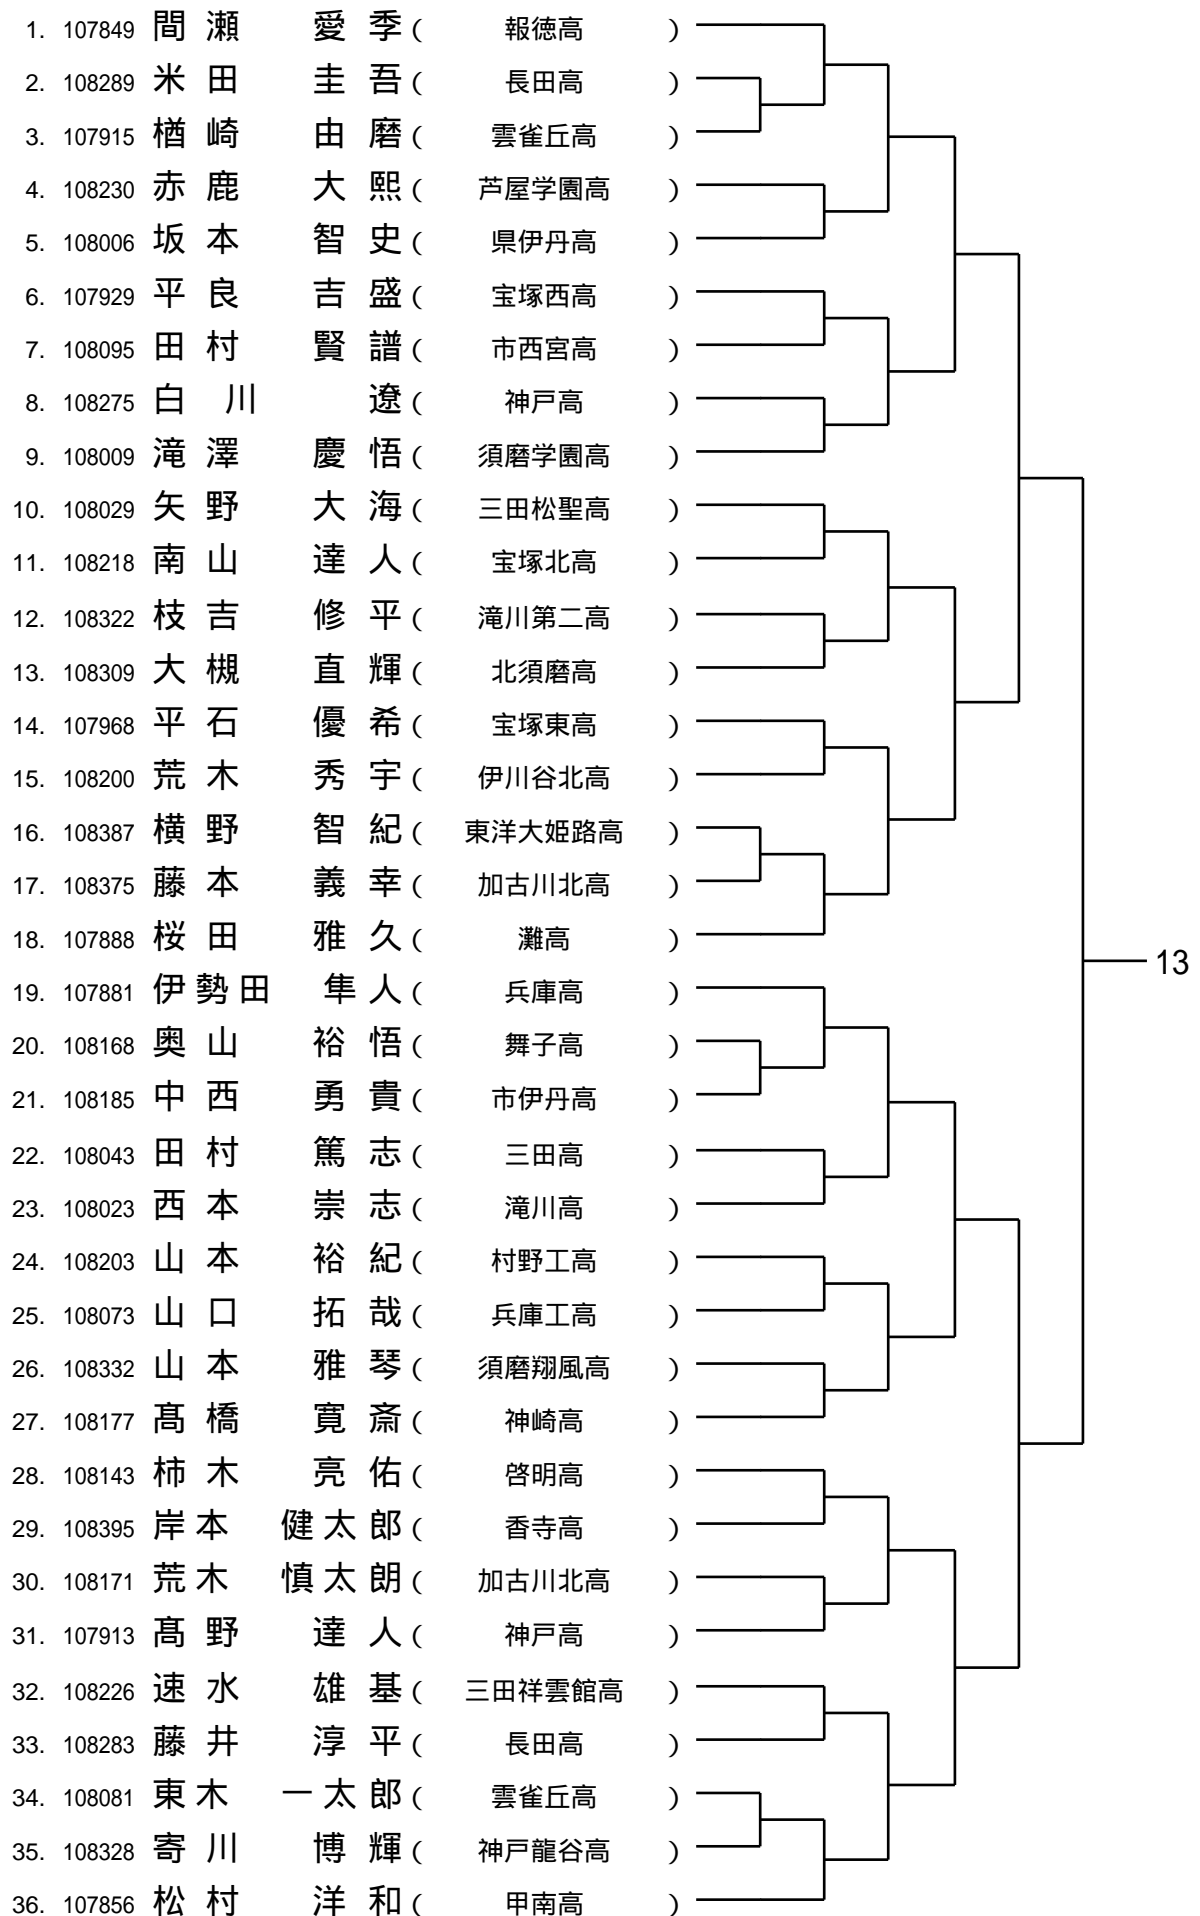 1. 107849 間瀬 愛季 ( 報徳高 )
2. 108289 米田 圭吾 ( 長田高 )
3. 107915 楢崎 由磨 ( 雲雀丘高 )
4. 108230 赤鹿 大熙 ( 芦屋学園高 )
5. 108006 坂本 智史 ( 県伊丹高 )
6. 107929 平良 吉盛 ( 宝塚西高 )
7. 108095 田村 賢譜 ( 市西宮高 )
8. 108275 白川 遼 ( 神戸高 )
9. 108009 滝澤 慶悟 ( 須磨学園高 )
10. 108029 矢野 大海 ( 三田松聖高 )
11. 108218 南山 達人 ( 宝塚北高 )
12. 108322 枝吉 修平 ( 滝川第二高 )
13. 108309 大槻 直輝 ( 北須磨高 )
14. 107968 平石 優希 ( 宝塚東高 )
15. 108200 荒木 秀宇 ( 伊川谷北高 )
16. 108387 横野 智紀 ( 東洋大姫路高 )
17. 108375 藤本 義幸 ( 加古川北高 )
18. 107888 桜田 雅久 ( 灘高 )
13
19. 107881 伊勢田 隼人 ( 兵庫高 )
20. 108168 奥山 裕悟 ( 舞子高 )
21. 108185 中西 勇貴 ( 市伊丹高 )
22. 108043 田村 篤志 ( 三田高 )
23. 108023 西本 崇志 ( 滝川高 )
24. 108203 山本 裕紀 ( 村野工高 )
25. 108073 山口 拓哉 ( 兵庫工高 )
26. 108332 山本 雅琴 ( 須磨翔風高 )
27. 108177 髙橋 寛斎 ( 神崎高 )
28. 108143 柿木 亮佑 ( 啓明高 )
29. 108395 岸本 健太郎 ( 香寺高 )
30. 108171 荒木 慎太朗 ( 加古川北高 )
31. 107913 髙野 達人 ( 神戸高 )
32. 108226 速水 雄基 ( 三田祥雲館高 )
33. 108283 藤井 淳平 ( 長田高 )
34. 108081 東木 一太郎 ( 雲雀丘高 )
35. 108328 寄川 博輝 ( 神戸龍谷高 )
36. 107856 松村 洋和 ( 甲南高 )